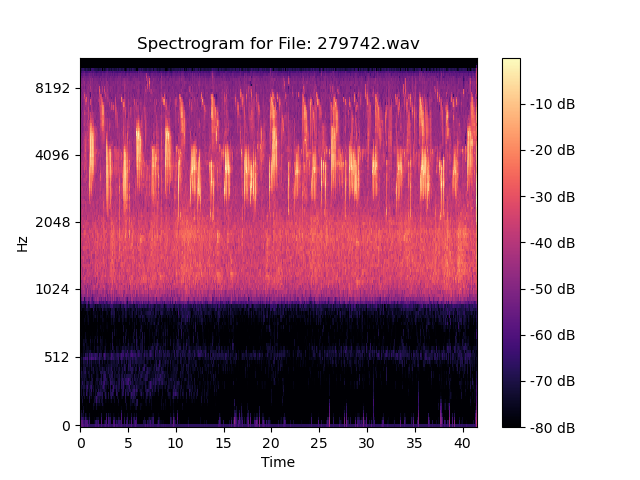 Spectrogram for File: 279742.wav
8192
4096
2048
1024
512
0
Hz
0 5 10 15 20 25 30 35 40
Time
-10 dB
-20 dB
-30 dB
-40 dB
-50 dB
-60 dB
-70 dB
-80 dB